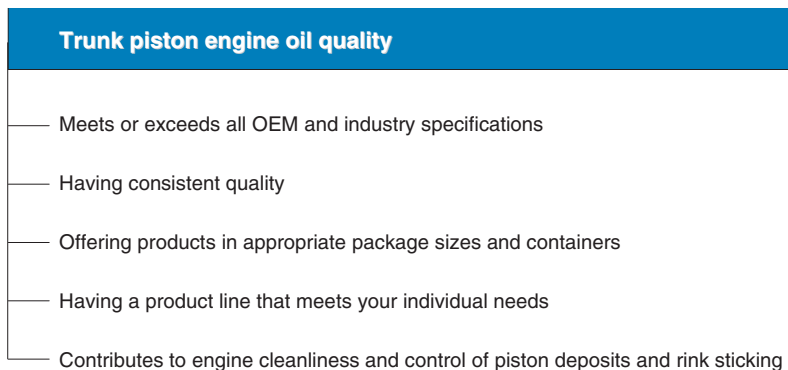 Trunk piston engine oil quality
Meets or exceeds all OEM and industry specifications
Having consistent quality
Offering products in appropriate package sizes and containers
Having a product line that meets your individual needs
Contributes to engine cleanliness and control of piston deposits and rink sticking